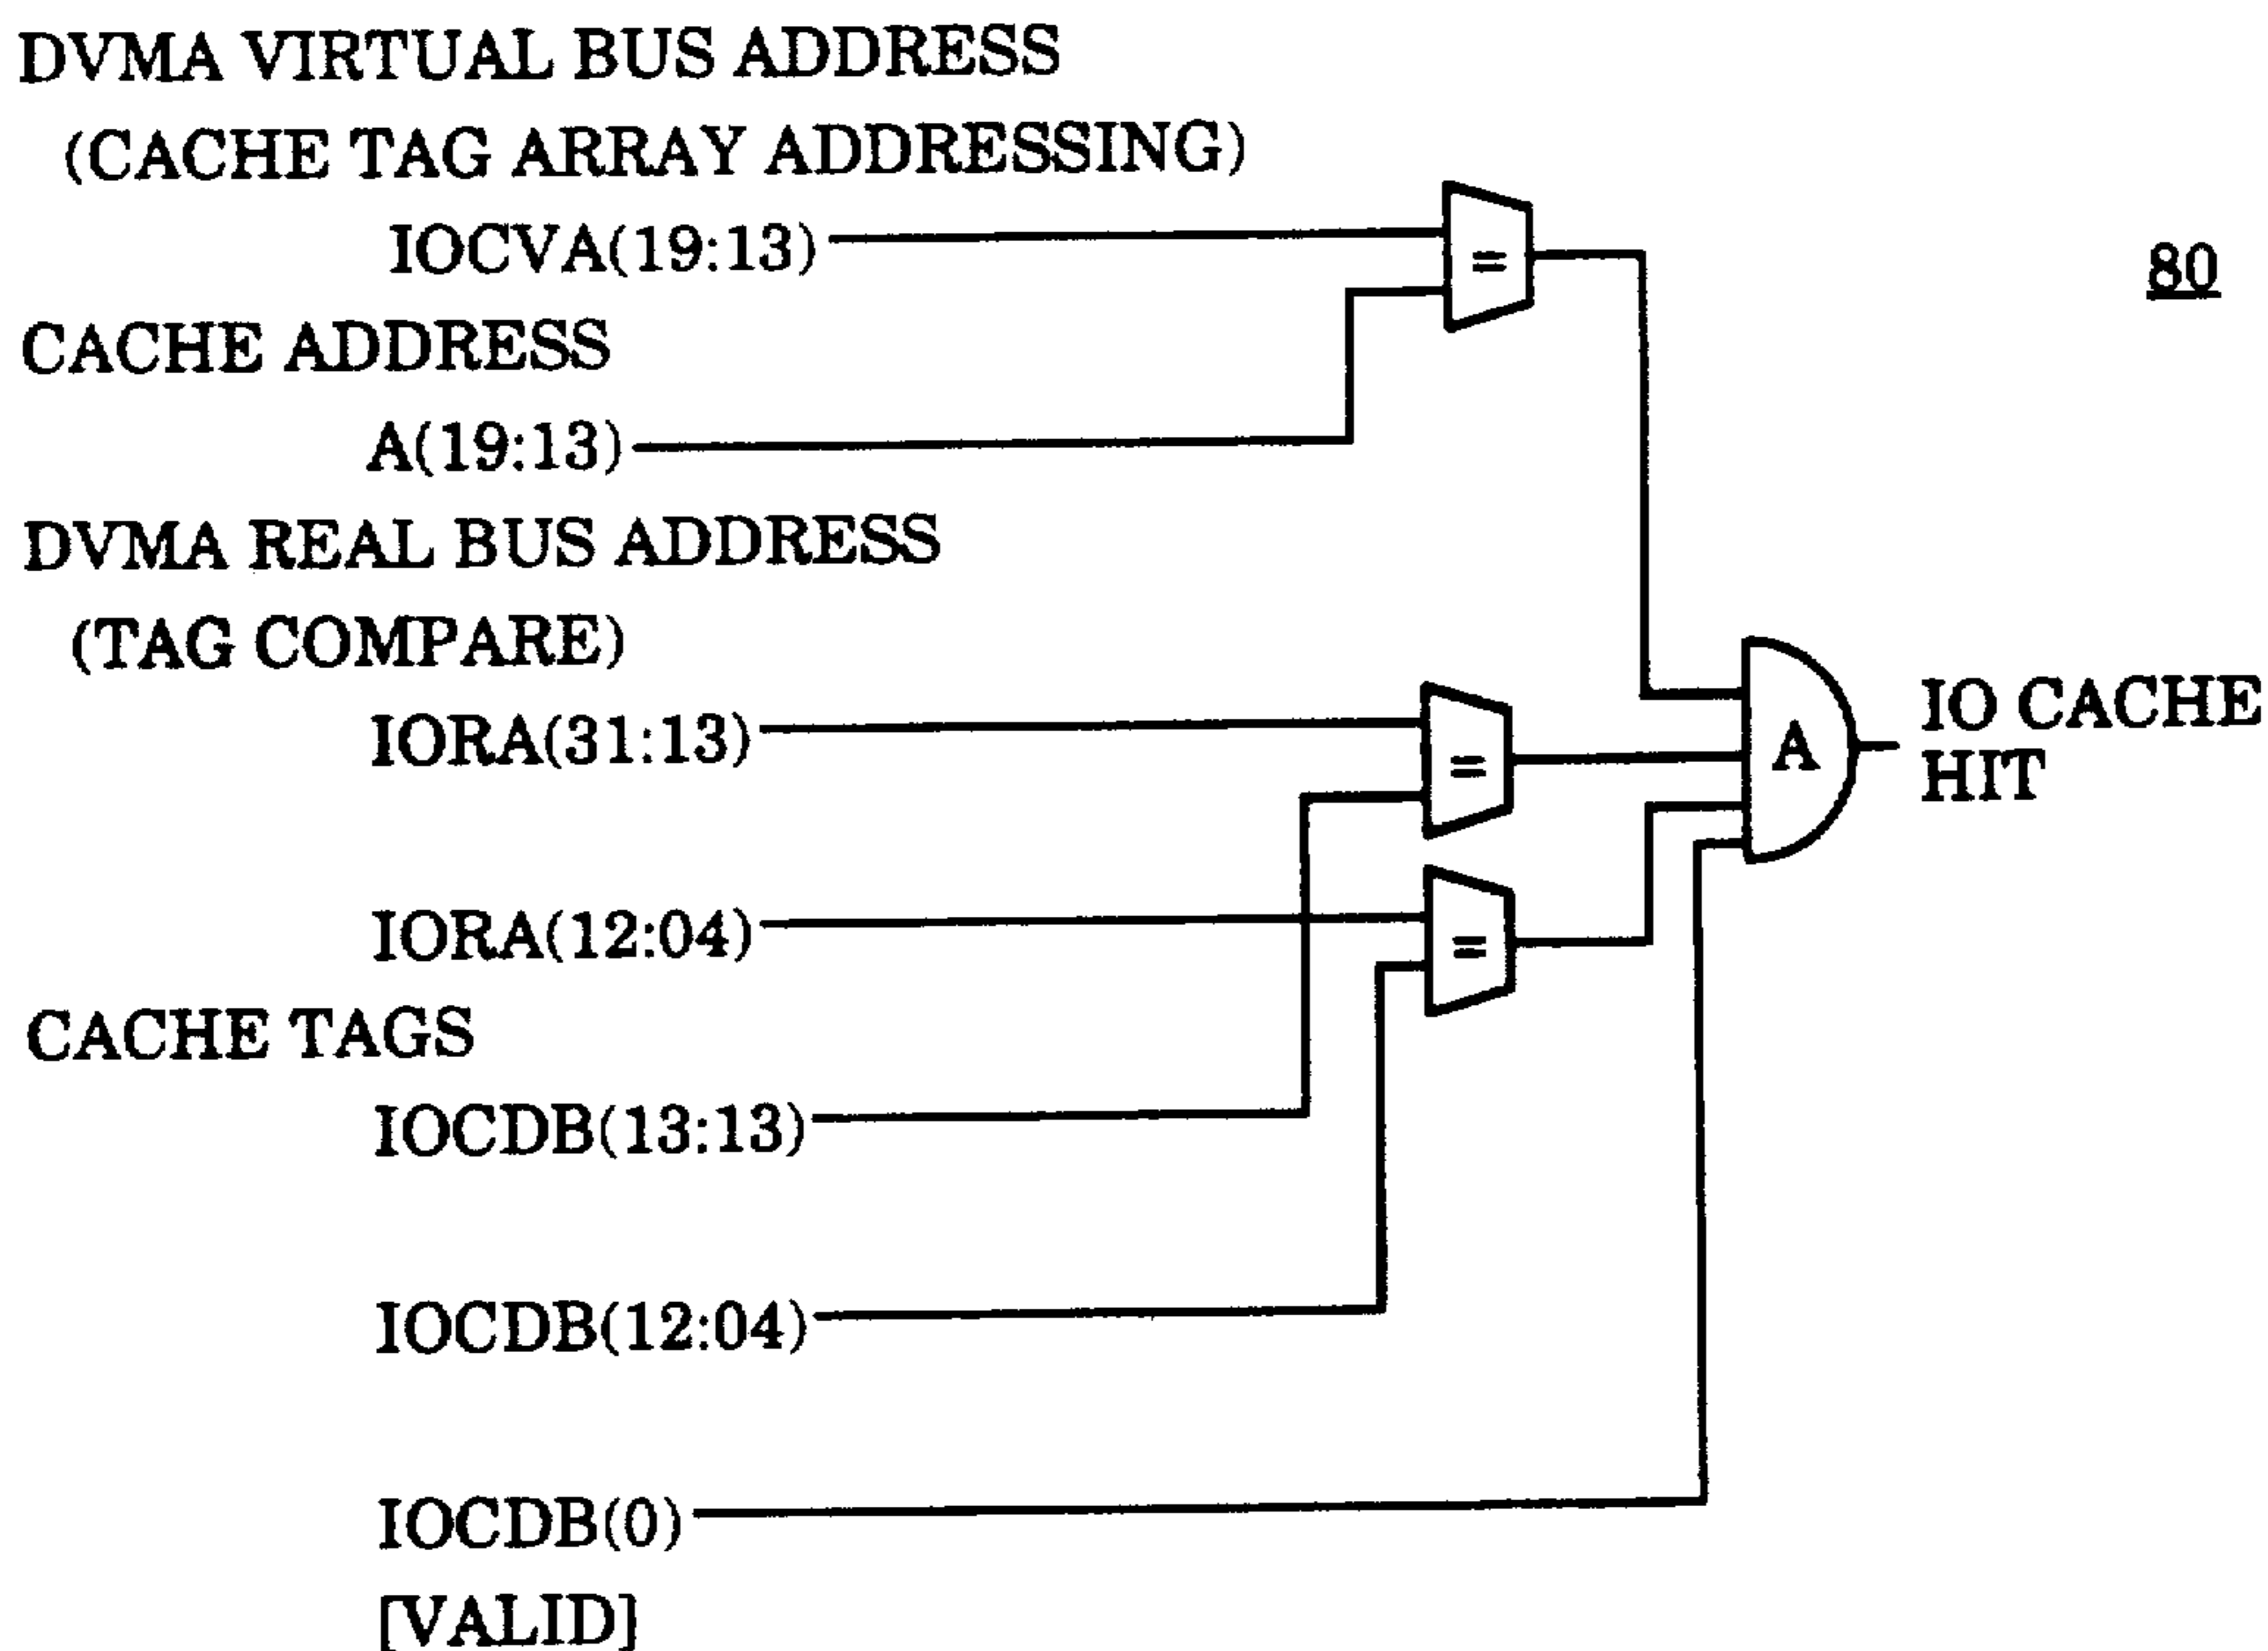 DVMA VIRTUAL BUS ADDRESS
(CACHE TAG ARRAY ADDRESSING)
IOCVA(19:13)
=
80
CACHE ADDRESS
A(19:13)
DVMA REAL BUS ADDRESS
(TAG COMPARE)
IORA(31:13)
=
A
IO CACHE
HIT
IORA(12:04)
=
CACHE TAGS
IOCDB(13:13)
IOCDB(12:04)
IOCDB(0)
[VALID]